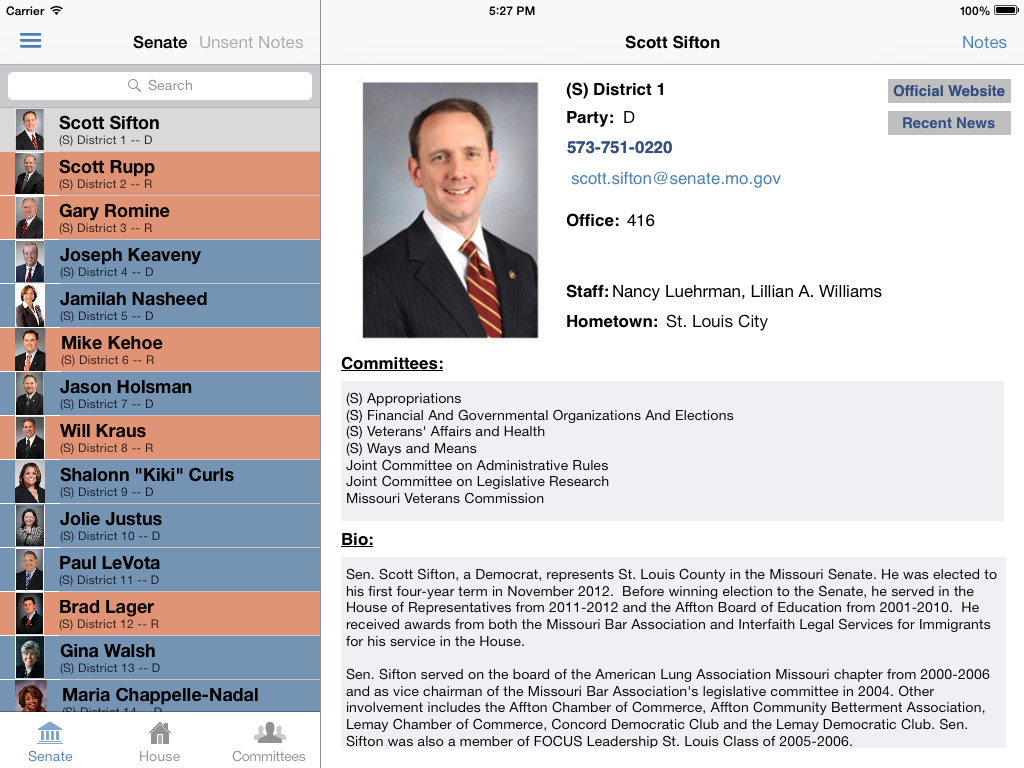 Carrier
5:27 PM
100%
Senate Unsent Notes
Scott Sifton
Notes
Search
Scott Sifton
(S) District 1 -- D
Scott Rupp
(S) District 2 -- R
Gary Romine
(S) District 3 -- R
Joseph Keaveny
(S) District 4 -- D
Jamilah Nasheed
(S) District 5 -- D
Mike Kehoe
(S) District 6 -- R
Jason Holsman
(S) District 7 -- D
Will Kraus
(S) District 8 -- R
Shalonn "Kiki" Curls
(S) District 9 -- D
Jolie Justus
(S) District 10 -- D
Paul LeVota
(S) District 11 -- D
Brad Lager
(S) District 12 -- R
Gina Walsh
(S) District 13 -- D
Maria Chappelle-Nadal
(S) District 14 -- D
Senate
House
Committees
(S) District 1
Party: D
573-751-0220
scott.sifton@senate.mo.gov
Office: 416
Staff: Nancy Luehrman, Lillian A. Williams
Hometown: St. Louis City
Official Website
Recent News
Committees:
(S) Appropriations
(S) Financial And Governmental Organizations And Elections
(S) Veterans' Affairs and Health
(S) Ways and Means
Joint Committee on Administrative Rules
Joint Committee on Legislative Research
Missouri Veterans Commission
Bio:
Sen. Scott Sifton, a Democrat, represents St. Louis County in the Missouri Senate. He was elected to
his first four-year term in November 2012.  Before winning election to the Senate, he served in the
House of Representatives from 2011-2012 and the Affton Board of Education from 2001-2010.  He
received awards from both the Missouri Bar Association and Interfaith Legal Services for Immigrants
for his service in the House.
Sen. Sifton served on the board of the American Lung Association Missouri chapter from 2000-2006
and as vice chairman of the Missouri Bar Association's legislative committee in 2004. Other
involvement includes the Affton Chamber of Commerce, Affton Community Betterment Association,
Lemay Chamber of Commerce, Concord Democratic Club and the Lemay Democratic Club. Sen.
Sifton was also a member of FOCUS Leadership St. Louis Class of 2005-2006.